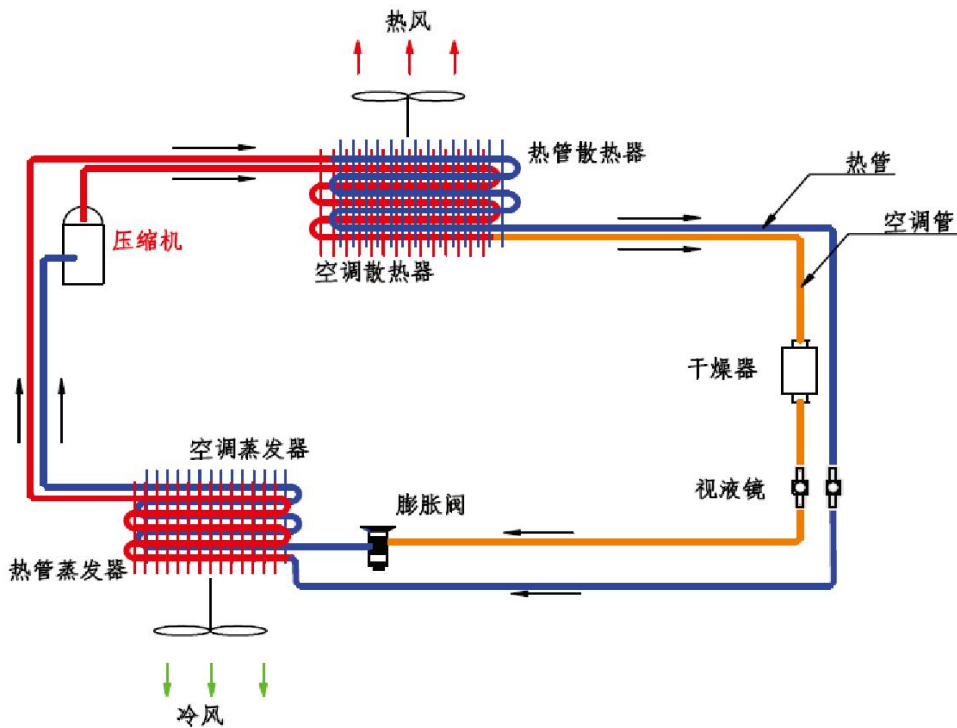 热风
热管散热器
热管
空调管
压缩机
空调散热器
干燥器
空调蒸发器
视液镜
膨胀阀
热管蒸发器
冷风